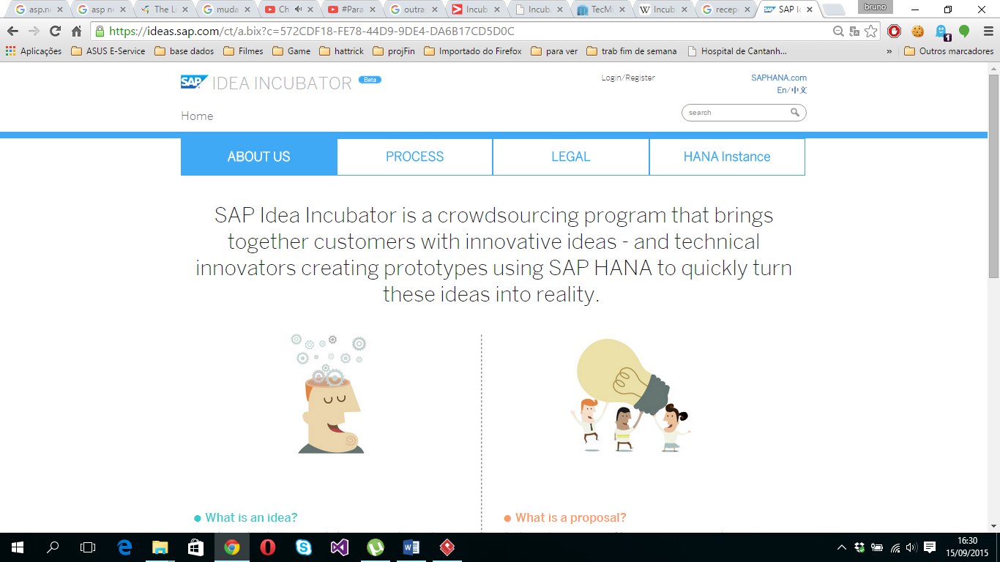 asp.n
asp ne
The Li
muda
Ch
#Para
outra
Incub
Incub
TecM
Incub
recep
SAP I
bruno
https://ideas.sap.com/ct/a.bix?c=572CDF18-FE78-44D9-9DE4-DA6B17CD5D0C
Aplicações
ASUS E-Service
base dados
Filmes
Game
hattrick
projFin
Importado do Firefox
para ver
trab fim de semana
Hospital de Cantanh...
»
Outros marcadores
SAP IDEA INCUBATOR Beta
Login/Register
SAPHANA.com
En/中文
Home
search
ABOUT US
PROCESS
LEGAL
HANA Instance
SAP Idea Incubator is a crowdsourcing program that brings
together customers with innovative ideas - and technical
innovators creating prototypes using SAP HANA to quickly turn
these ideas into reality.
What is an idea?
What is a proposal?
1
16:30
15/09/2015